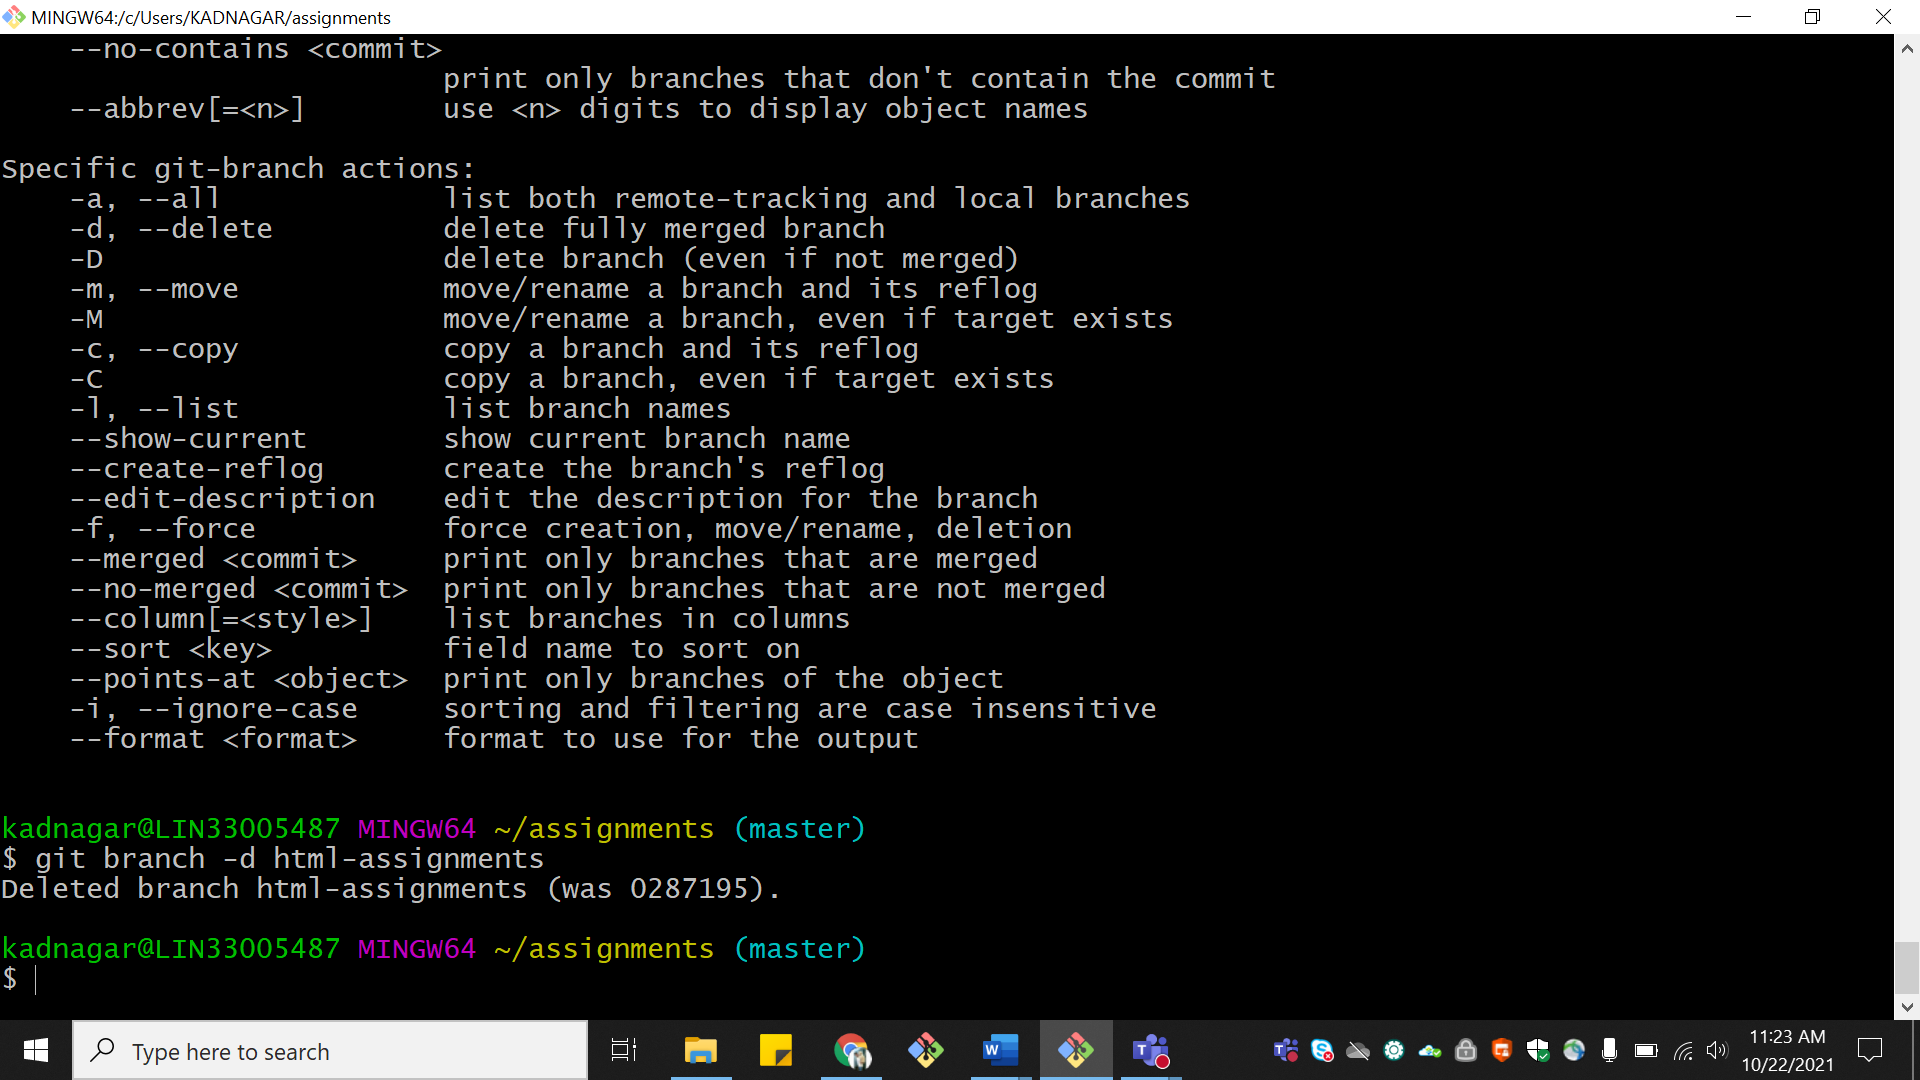 MINGW64:/c/Users/KADNAGAR/assignments
--no-contains <commit>
print only branches that don't contain the commit
--abbrev[=<n>] use <n> digits to display object names
Specific git-branch actions:
-a, --all list both remote-tracking and local branches
-d, --delete delete fully merged branch
-D delete branch (even if not merged)
-m, --move move/rename a branch and its reflog
-M move/rename a branch, even if target exists
-c, --copy copy a branch and its reflog
-C copy a branch, even if target exists
-l, --list list branch names
--show-current show current branch name
--create-reflog create the branch's reflog
--edit-description edit the description for the branch
-f, --force force creation, move/rename, deletion
--merged <commit> print only branches that are merged
--no-merged <commit> print only branches that are not merged
--column[=<style>] list branches in columns
--sort <key> field name to sort on
--points-at <object> print only branches of the object
-i, --ignore-case sorting and filtering are case insensitive
--format <format> format to use for the output
kadnagar@LIN33005487 MINGW64 ~/assignments (master)
$ git branch -d html-assignments
Deleted branch html-assignments (was 0287195).
kadnagar@LIN33005487 MINGW64 ~/assignments (master)
$
Type here to search
11:23 AM
10/22/2021